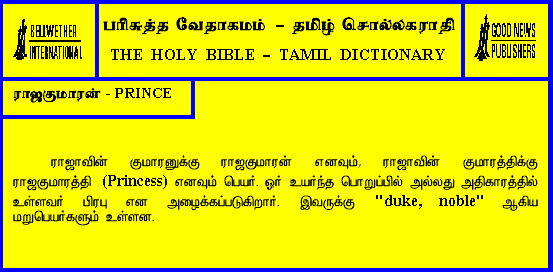 BELLWETHER
INTERNATIONAL
பரிசுத்த வேதாகமம் – தமிழ் சொல்லகராதி
THE HOLY BIBLE – TAMIL DICTIONARY
GOOD NEWS
PUBLISHERS
ராஜகுமாரன் - PRINCE
ராஜாவின் குமாரனுக்கு ராஜகுமாரன் எனவும், ராஜாவின் குமாரத்திக்கு
ராஜகுமாரத்தி (Princess) எனவும் பெயர். ஓர் உயர்ந்த பொறுப்பில் அல்லது அதிகாரத்தில்
உள்ளவர் பிரபு என அழைக்கப்படுகிறார். இவருக்கு "duke, noble" ஆகிய
மறுபெயர்களும் உள்ளன.